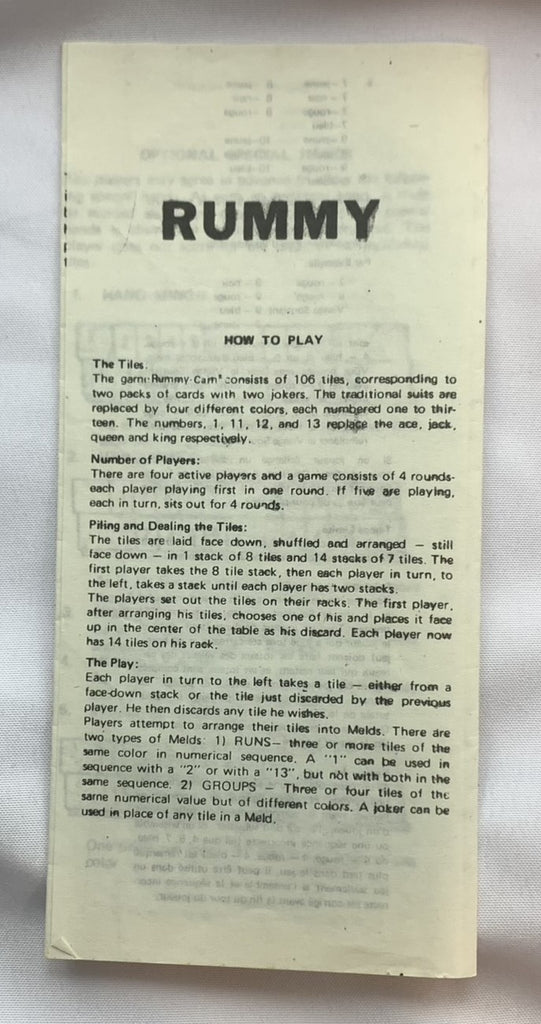 RUMMY
HOW TO PLAY
The Tiles:
The game Rummy-Cam" consists of 106 tiles, corresponding to
two packs of cards with two jokers. The traditional suits are
replaced by four different colors, each numbered one to thir-
teen. The numbers, 1, 11, 12, and 13 replace the ace, jack,
queen and king respectively.
Number of Players:
There are four active players and a game consists of 4 rounds-
each player playing first in one round. If five are playing,
each in turn, sits out for 4 rounds.
Piling and Dealing the Tiles:
The tiles are laid face down, shuffled and arranged — still
face down — in 1 stack of 8 tiles and 14 stacks of 7 tiles. The
first player takes the 8 tile stack, then each player in turn, to
the left, takes a stack until each player has two stacks.
The players set out the tiles on their racks. The first player,
after arranging his tiles, chooses one of his and places it face
up in the center of the table as his discard. Each player now
has 14 tiles on his rack.
The Play:
Each player in turn to the left takes a tile — either from a
face-down stack or the tile just discarded by the previous
player. He then discards any tile he wishes.
Players attempt to arrange their tiles into Melds. There are
two types of Melds: 1) RUNS— three or more tiles of the
same color in numerical sequence. A "1" can be used in
sequence with a "2" or with a "13", but not with both in the
same sequence. 2) GROUPS — Three or four tiles of the
same numerical value but of different colors. A joker can be
used in place of any tile in a Meld.